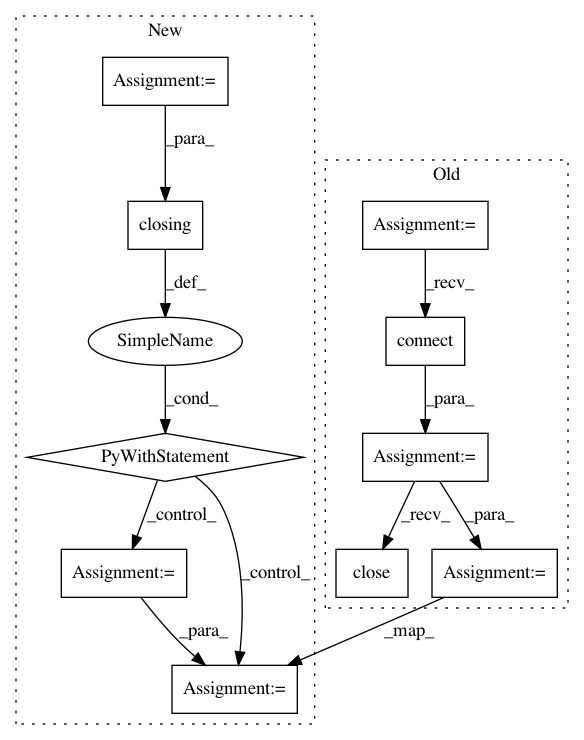 New
Assignment:=
_para_
Old
closing
Assignment:=
_def_
_recv_
SimpleName
connect
_cond_
_para_
PyWithStatement
Assignment:=
_control_
_control_
_recv_
_para_
Assignment:=
close
Assignment:=
_para_
_map_
Assignment:=